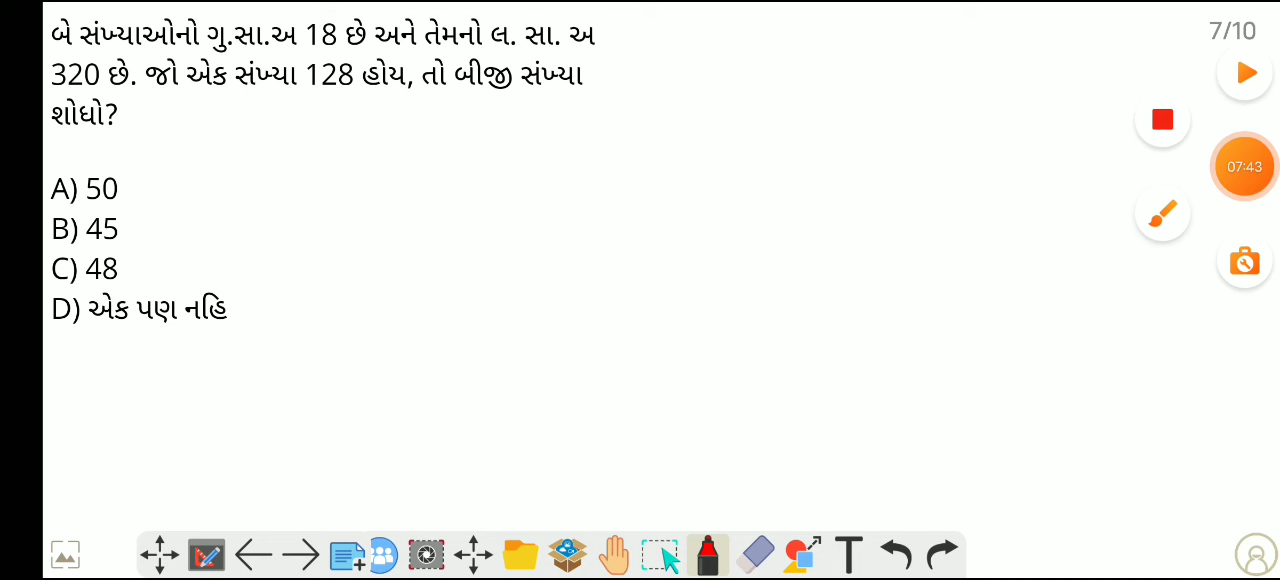 બે સંખ્યાઓનો ગુ.સા.અ 18 છે અને તેમનો લ. સા. અ
320 છે. જો એક સંખ્યા 128 હોય, તો બીજી સંખ્યા
શોધો?
A) 50
B) 45
C) 48
D) એક પણ નહિ
7/10
07:43